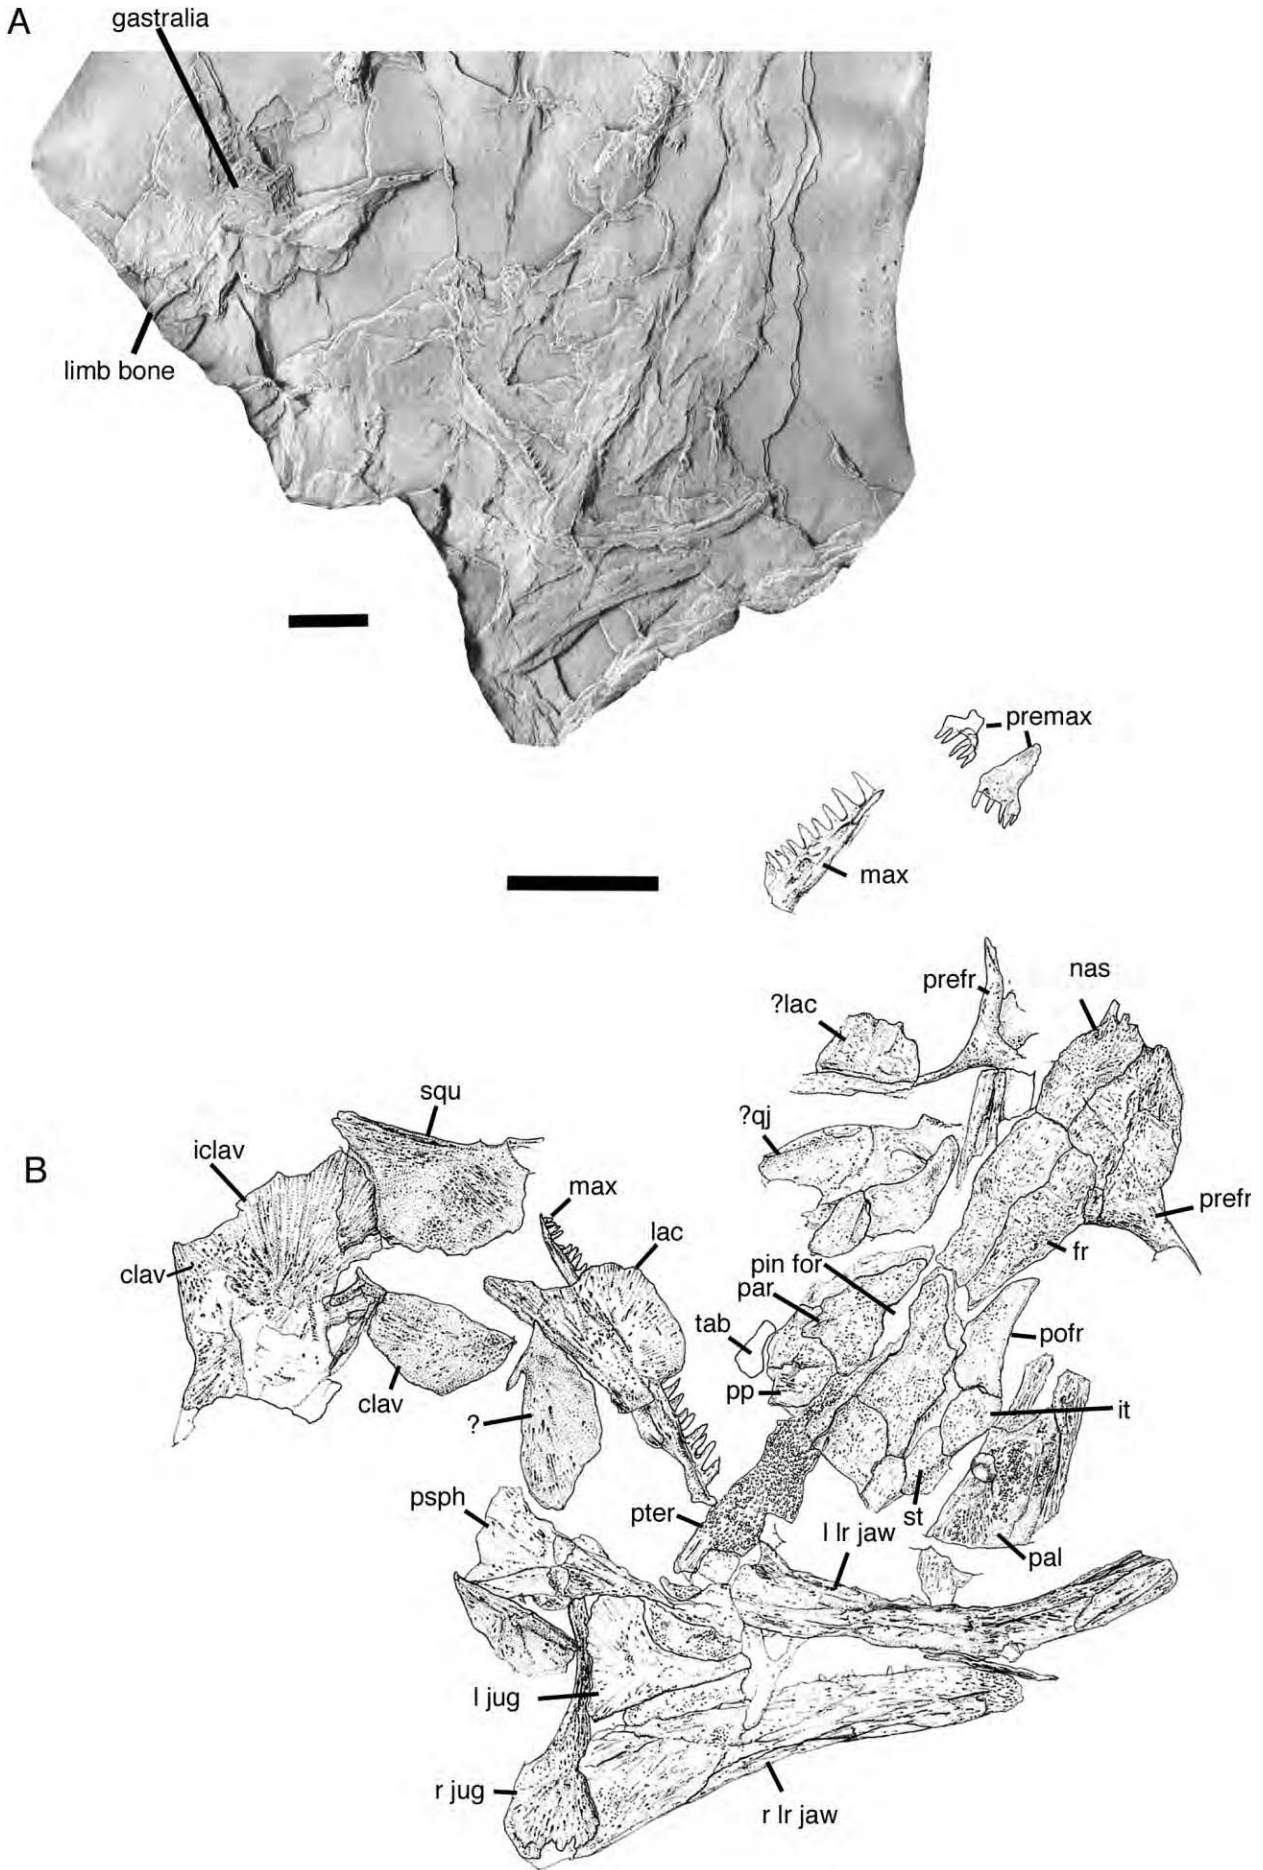 A
gastralia
limb bone
premax
max
prefr
nas
?lac
squ
?qj
iclav
B
max
prefr
lac
fr
clav
pin for
par
tab
pofr
pp
clav
it
?
psph
st
pter
l lr jaw
pal
l jug
r jug
r lr jaw